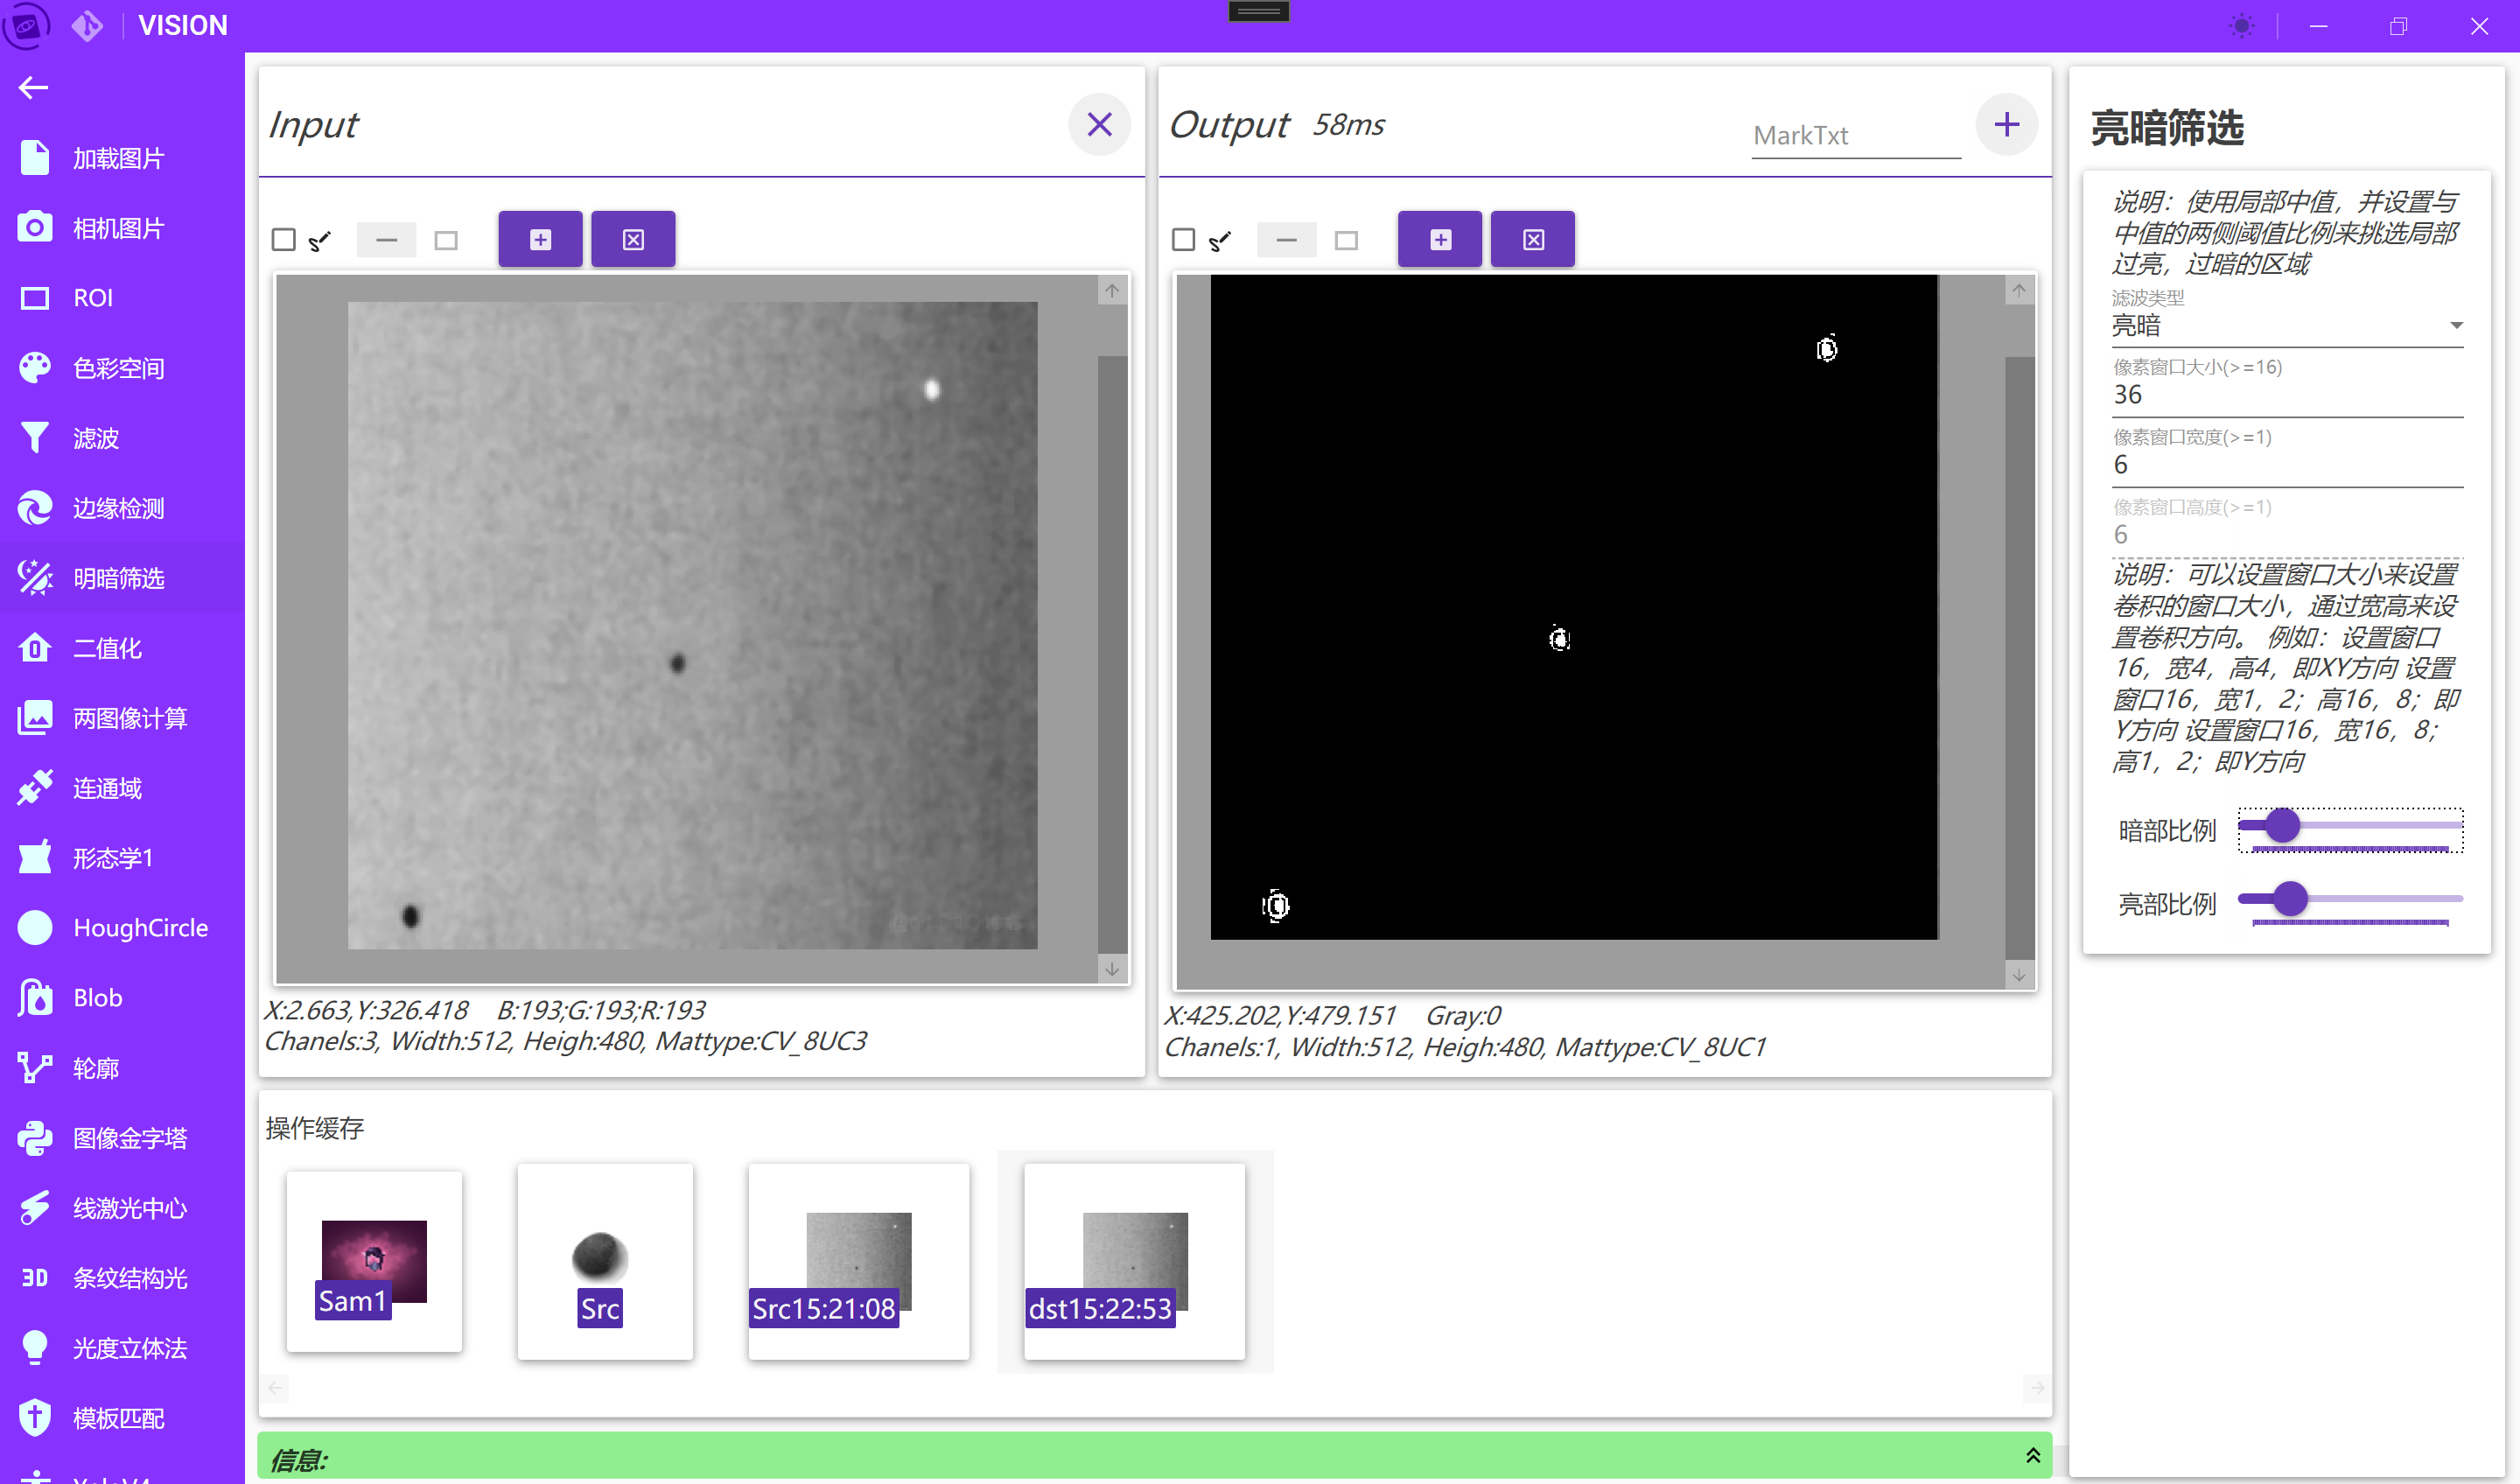 VISION
加载图片
相机图片
ROI
色彩空间
滤波
边缘检测
明暗筛选
二值化
两图像计算
连通域
形态学1
HoughCircle
Blob
轮廓
图像金字塔
线激光中心
3D 条纹结构光
光度立体法
模板匹配
Input
X:2.663,Y:326.418 B:193;G:193;R:193
Chanels:3, Width:512, Heigh:480, Mattype:CV_8UC3
Output 58ms
MarkTxt
X:425.202,Y:479.151 Gray:0
Chanels:1, Width:512, Heigh:480, Mattype:CV_8UC1
操作缓存
Sam1
Src
Src15:21:08
dst15:22:53
信息:
亮暗筛选
说明：使用局部中值，并设置与
中值的两侧阈值比例来挑选局部
过亮，过暗的区域
滤波类型
亮暗
像素窗口大小(>=16)
36
像素窗口宽度(>=1)
6
像素窗口高度(>=1)
6
说明：可以设置窗口大小来设置
卷积的窗口大小，通过宽高来设
置卷积方向。 例如：设置窗口
16，宽4，高4，即XY方向 设置
窗口16，宽1，2；高16，8；即
Y方向 设置窗口16，宽16，8；
高1，2；即Y方向
暗部比例
亮部比例